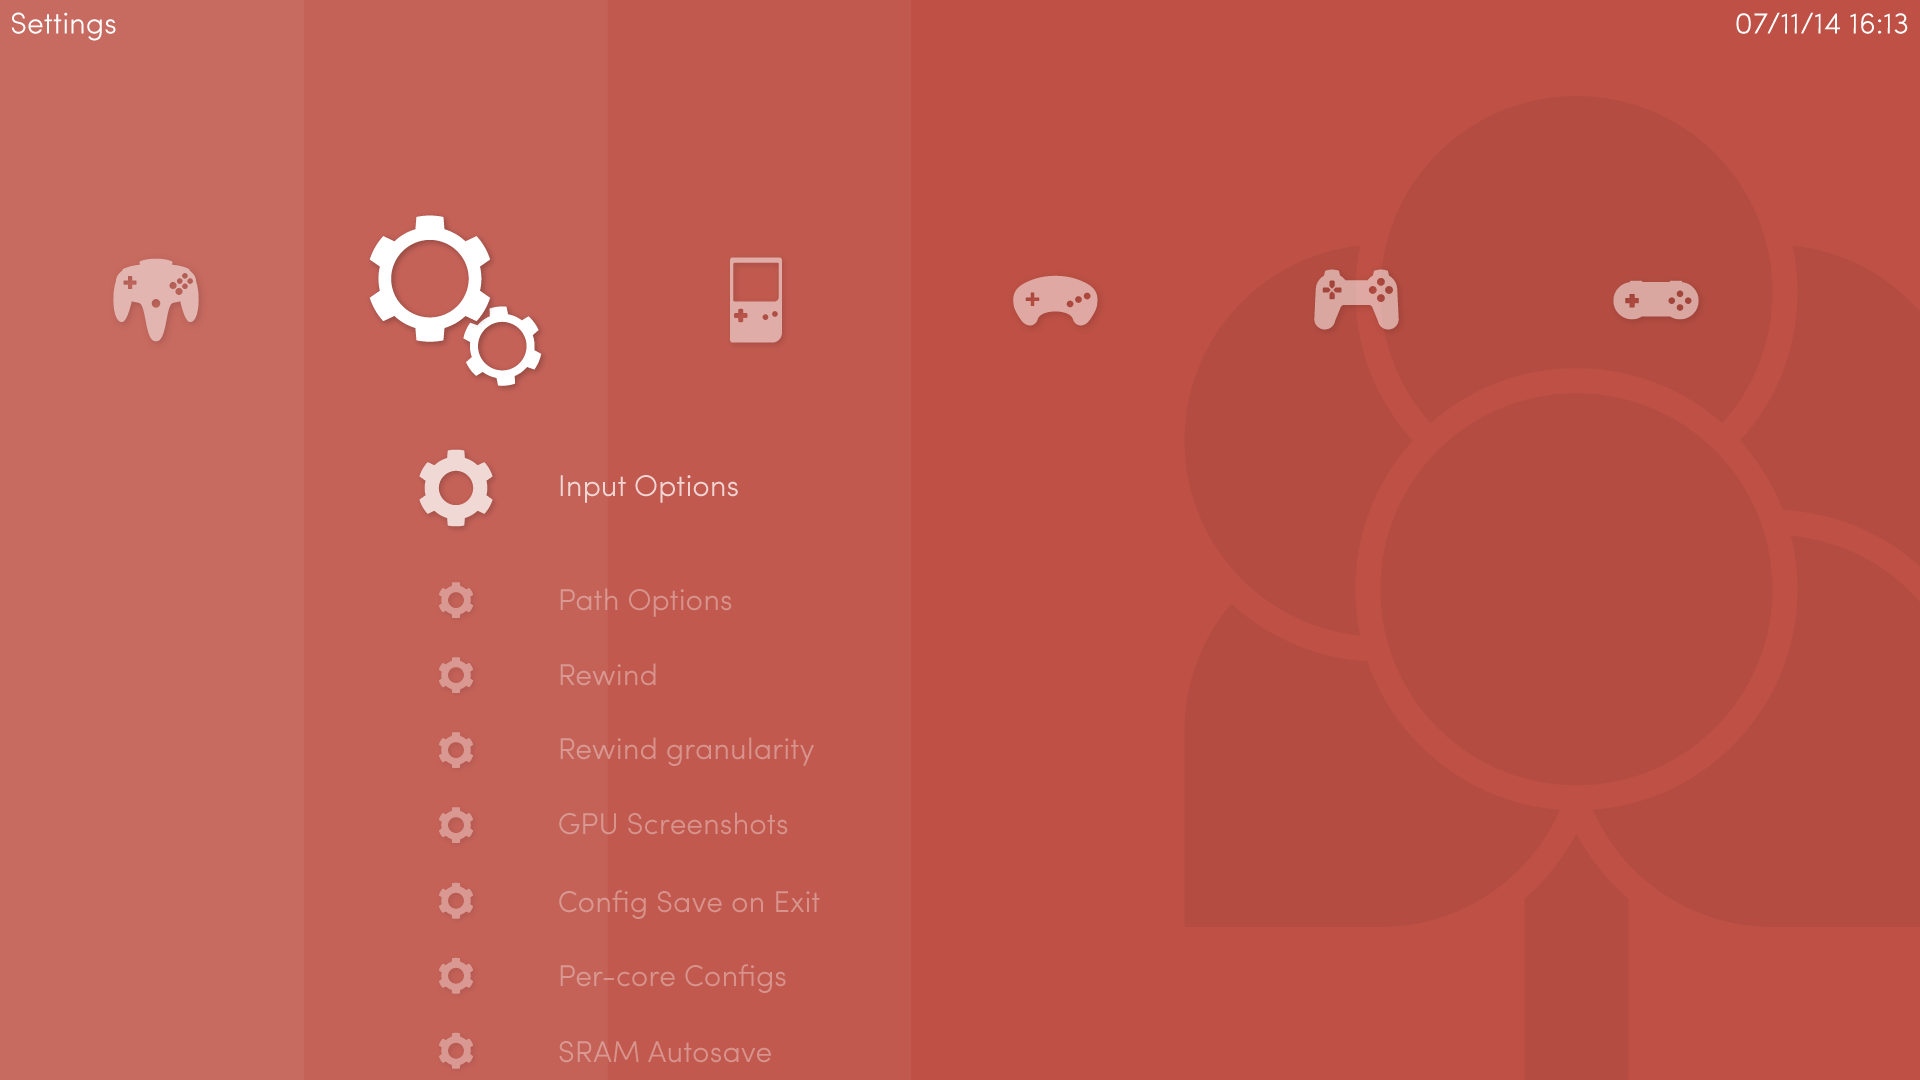 Settings
07/11/14 16:13
Input Options
Path Options
Rewind
Rewind granularity
GPU Screenshots
Config Save on Exit
Per-core Configs
SRAM Autosave